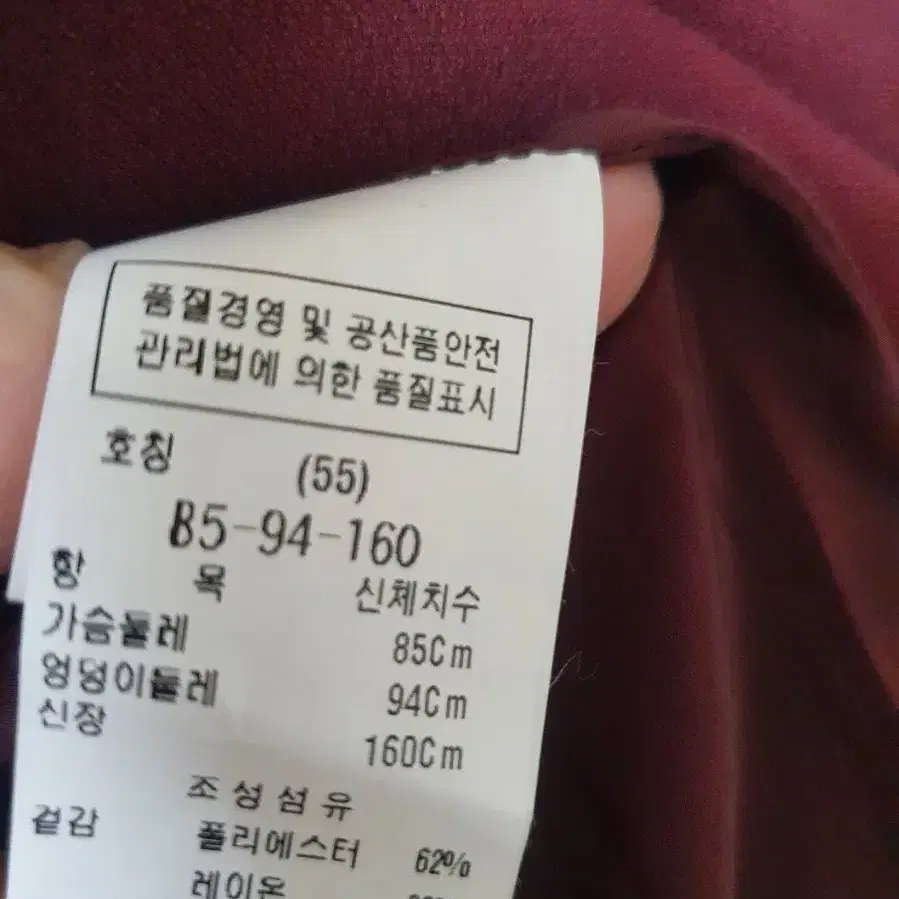 품질경영 및 공산품안전
관리법에 의한 품질표시
호칭 (55)
85-94-160
항 목 신체치수
가슴둘레 85Cm
엉덩이둘레 94Cm
신장 160Cm
조성섬유
겉감 폴리에스터 62%
레이온